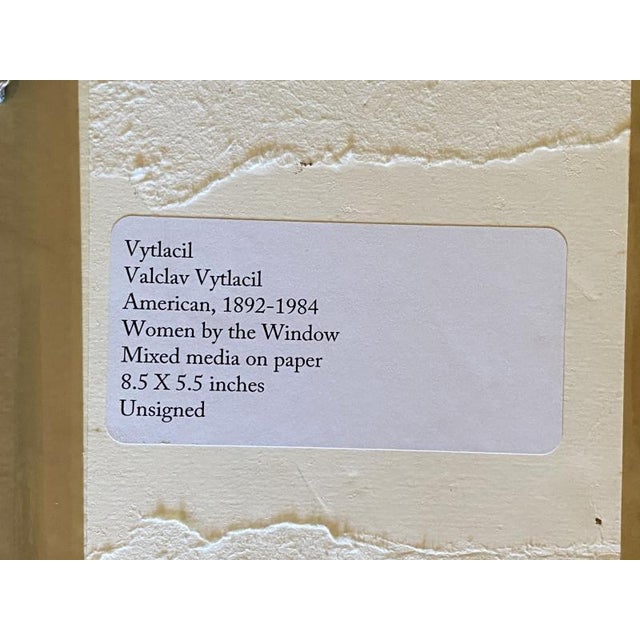 Vytlacil
Valclav Vytlacil
American, 1892-1984
Women by the Window
Mixed media on paper
8.5 X 5.5 inches
Unsigned